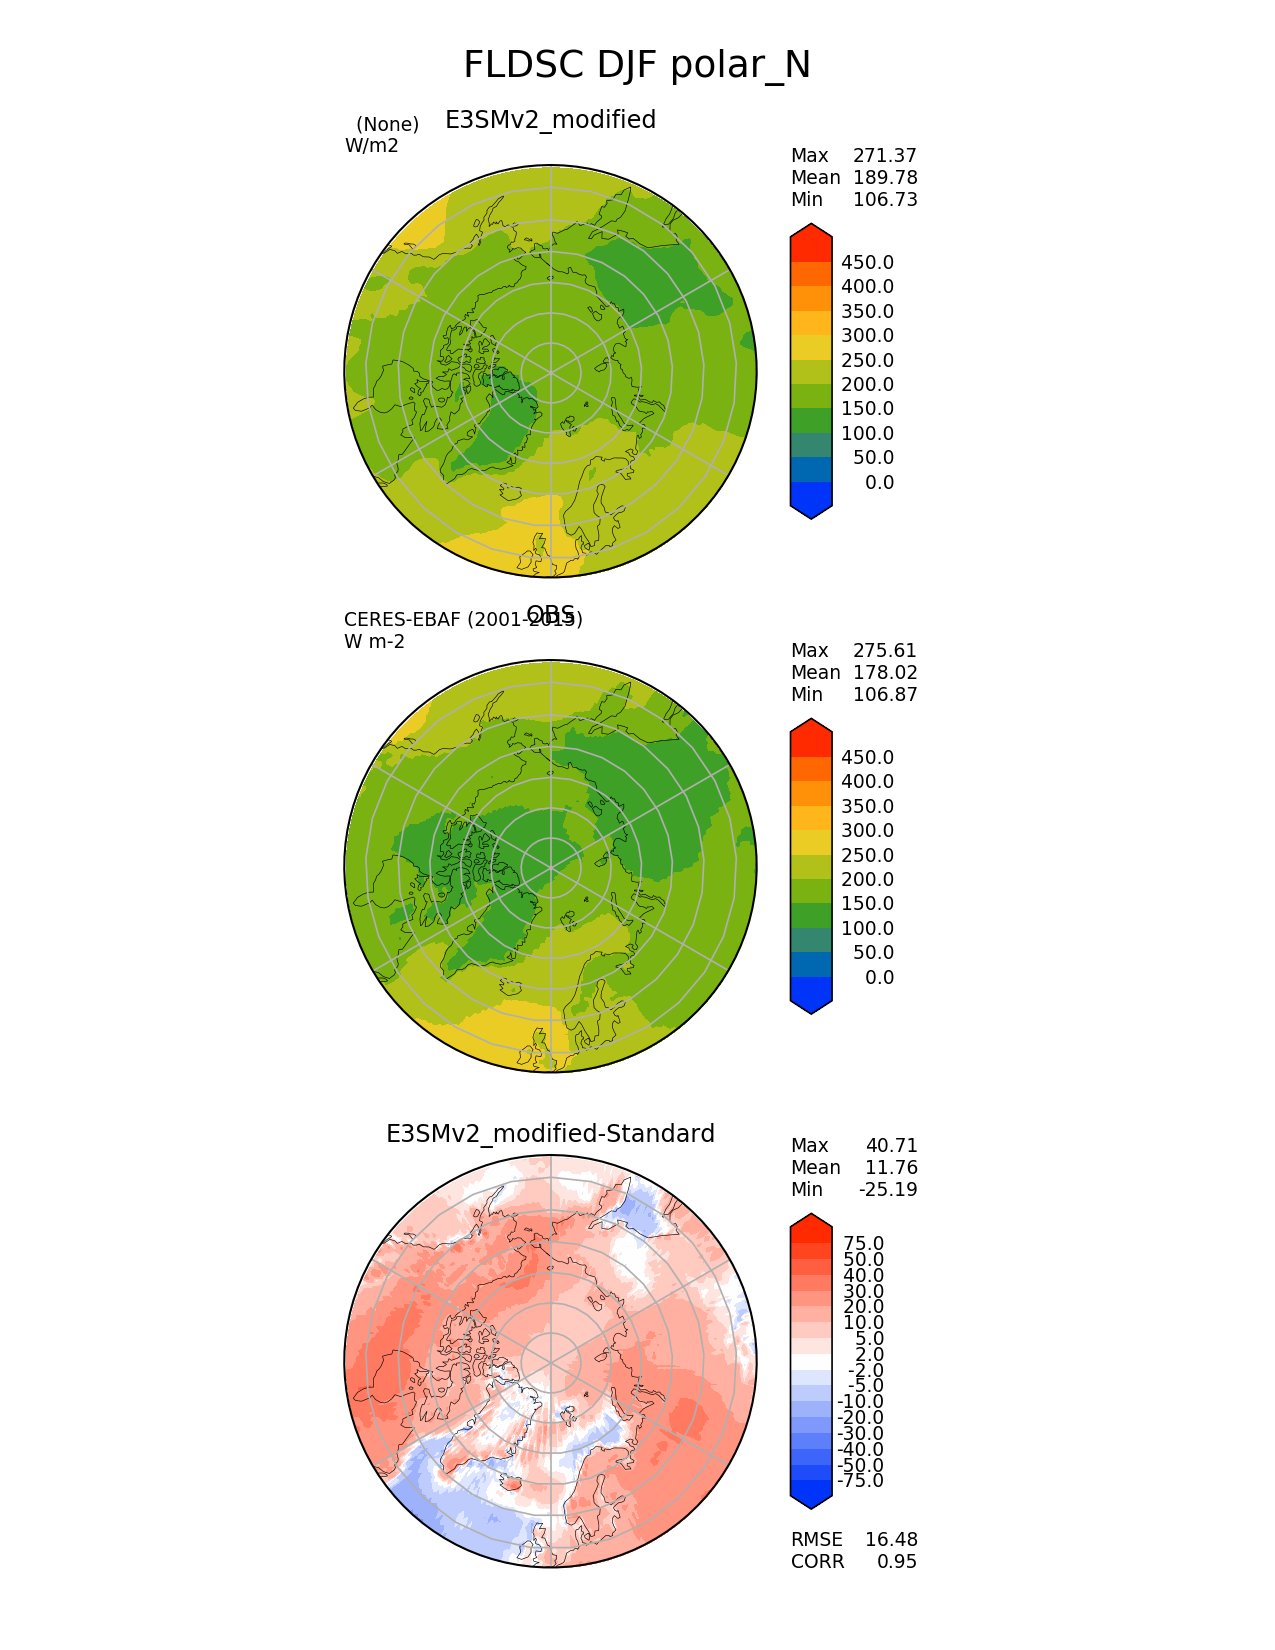 FLDSC DJF polar_N
E3SMv2_modified
(None)
W/m2
Max 271.37
Mean 189.78
Min 106.73
450.0
400.0
350.0
300.0
250.0
200.0
150.0
100.0
50.0
0.0
OBS
CERES-EBAF (2001-2015)
W m-2
Max 275.61
Mean 178.02
Min 106.87
450.0
400.0
350.0
300.0
250.0
200.0
150.0
100.0
50.0
0.0
E3SMv2_modified-Standard
Max 40.71
Mean 11.76
Min -25.19
75.0
50.0
40.0
30.0
20.0
10.0
5.0
2.0
-2.0
-5.0
-10.0
-20.0
-30.0
-40.0
-50.0
-75.0
RMSE 16.48
CORR 0.95